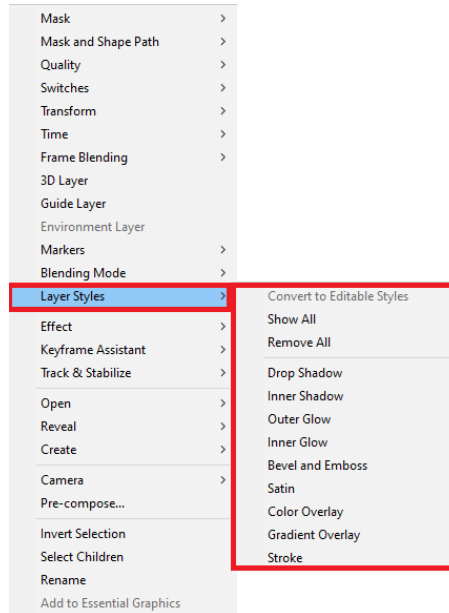 Mask
Mask and Shape Path
Quality
Switches
Transform
Time
Frame Blending
3D Layer
Guide Layer
Environment Layer
Markers
Blending Mode
Layer Styles
Effect
Keyframe Assistant
Track & Stabilize
Open
Reveal
Create
Camera
Pre-compose...
Invert Selection
Select Children
Rename
Add to Essential Graphics
Convert to Editable Styles
Show All
Remove All
Drop Shadow
Inner Shadow
Outer Glow
Inner Glow
Bevel and Emboss
Satin
Color Overlay
Gradient Overlay
Stroke